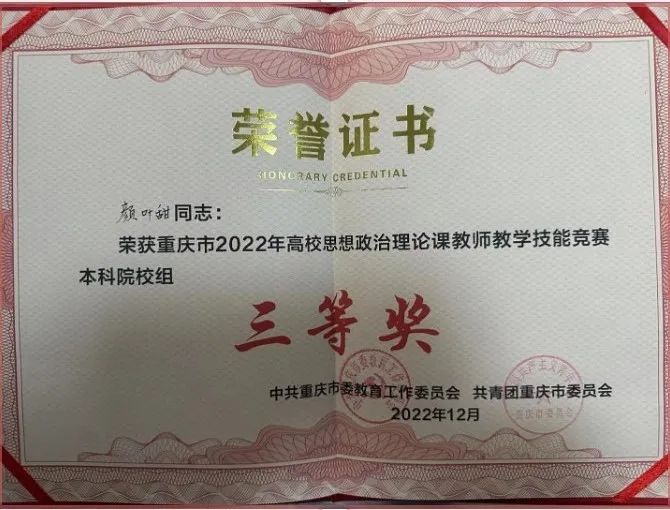 荣誉证书
HONORARY CREDENTIAL
颜叶甜同志：
荣获重庆市2022年高校思想政治理论课教师教学技能竞赛
本科院校组
三等奖
中共重庆市委教育工作委员会 共青团重庆市委员会
2022年12月